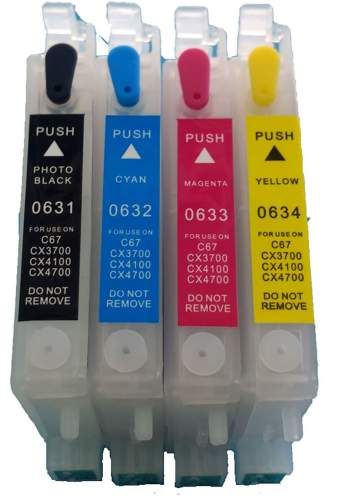 PUSH
PHOTO
BLACK
0631
FOR USE ON
C67
CX3700
CX4100
CX4700
DO NOT
REMOVE
PUSH
CYAN
0632
FOR USE ON
C67
CX3700
CX4100
CX4700
DO NOT
REMOVE
PUSH
MAGENTA
0633
FOR USE ON
C67
CX3700
CX4100
CX4700
DO NOT
REMOVE
PUSH
YELLOW
0634
FOR USE ON
C67
CX3700
CX4100
CX4700
DO NOT
REMOVE